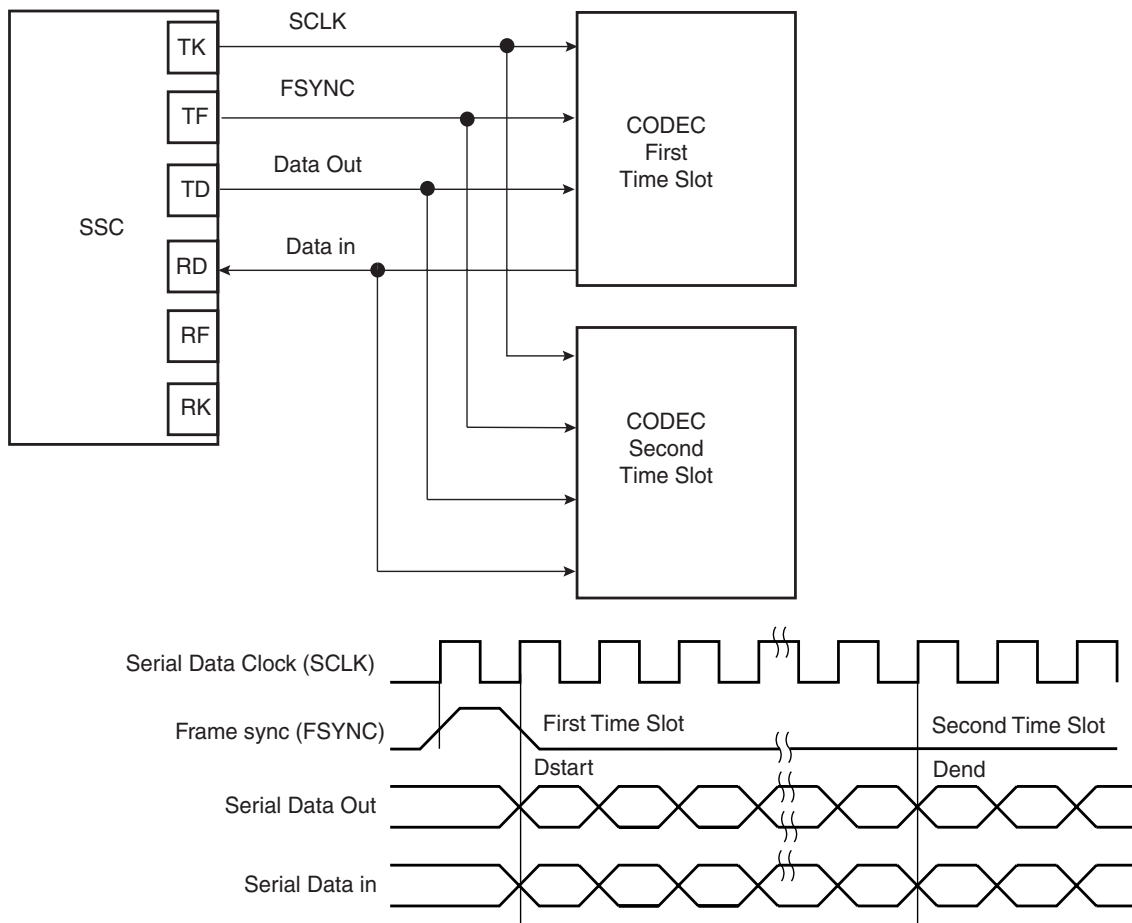 SCLK
TK
FSYNC
TF
CODEC
First
Time Slot
Data Out
TD
SSC
Data in
RD
RF
RK
CODEC
Second
Time Slot
Serial Data Clock (SCLK)
Frame sync (FSYNC)
First Time Slot
Second Time Slot
Dstart
Dend
Serial Data Out
Serial Data in